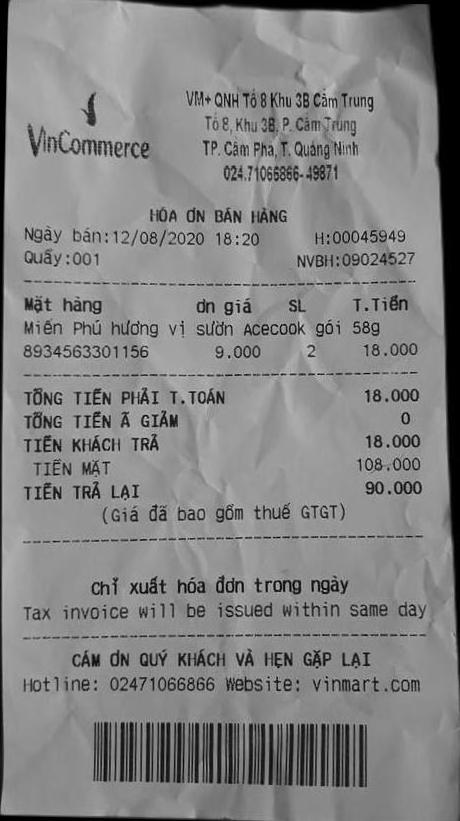 VinCommerce
VM+ QNH Tổ 8 Khu 3B Cẩm Trung
Tổ 8, Khu 3B, P. Cẩm Trung
TP. Cẩm Phả, T. Quảng Ninh
024.71066866-49871
HÓA ƠN BÁN HÀNG
Ngày bán:12/08/2020 18:20 H:00045949
Quầy:001 NVBH:09024527
Mặt hàng ơn giá SL T.Tiền
Miến Phú hương vị sườn Acecook gói 58g
8934563301156 9.000 2 18.000
TỔNG TIỀN PHẢI T.TOÁN 18.000
TỔNG TIỀN Ã GIẢM 0
TIỀN KHÁCH TRẢ 18.000
TIỀN MẶT 108.000
TIỀN TRẢ LẠI 90.000
(Giá đã bao gồm thuế GTGT)
Chỉ xuất hóa đơn trong ngày
Tax invoice will be issued within same day
CÁM ƠN QUÝ KHÁCH VÀ HẸN GẶP LẠI
Hotline: 02471066866 Website: vinmart.com